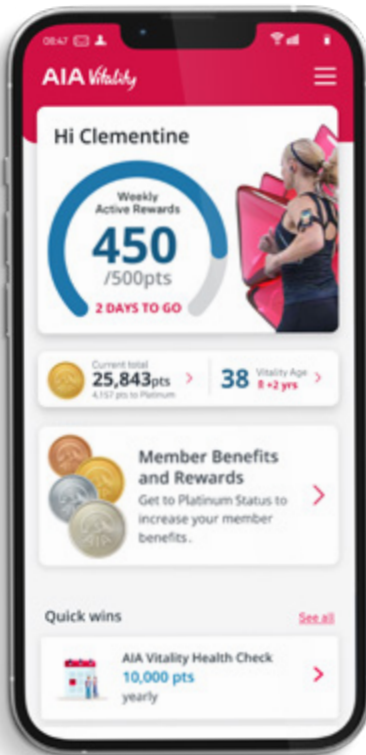 08:47
AIA Vitality
Hi Clementine
Weekly
Active Rewards
450
/500pts
2 DAYS TO GO
Current total
25,843pts
4,157 pts to Platinum
38
Vitality Age
+2 yrs
Member Benefits
and Rewards
Get to Platinum Status to
increase your member
benefits.
AIA
Quick wins
See all
AIA Vitality Health Check
10,000 pts
yearly